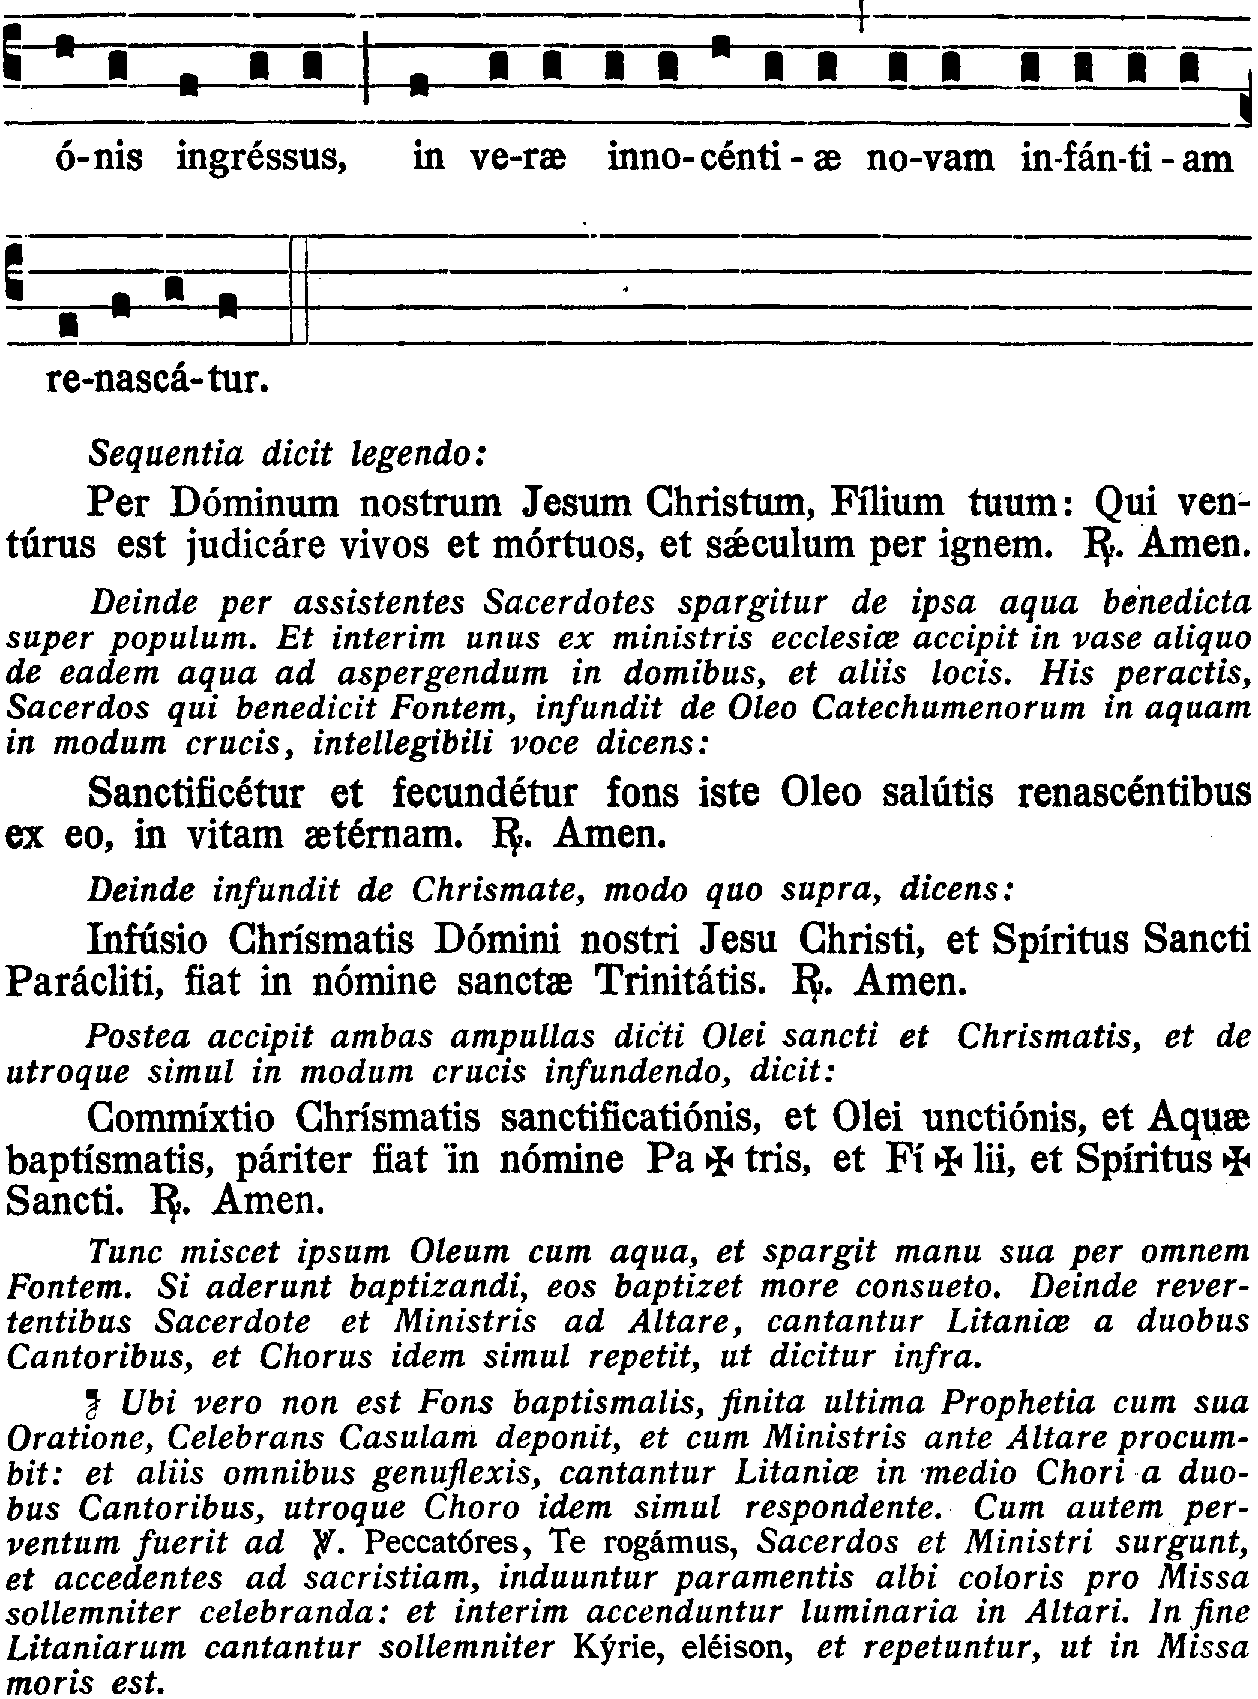 ó-nis ingréssus, in ve-ræ inno-cénti-æ no-vam in-fán-ti-am
re-nascá-tur.
Sequentia dicit legendo:
Per Dóminum nostrum Jesum Christum, Fílium tuum: Qui ven-
túrus est judicáre vivos et mórtuos, et sǽculum per ignem. ℟. Amen.
Deinde per assistentes Sacerdotes spargitur de ipsa aqua benedicta
super populum. Et interim unus ex ministris ecclesiæ accipit in vase aliquo
de eadem aqua ad aspergendum in domibus, et aliis locis. His peractis,
Sacerdos qui benedicit Fontem, infundit de Oleo Catechumenorum in aquam
in modum crucis, intellegibili voce dicens:
Sanctificétur et fecundétur fons iste Oleo salútis renascéntibus
ex eo, in vitam ætérnam. ℟. Amen.
Deinde infundit de Chrismate, modo quo supra, dicens:
Infúsio Chrísmatis Dómini nostri Jesu Christi, et Spíritus Sancti
Parácliti, fiat in nómine sanctæ Trinitátis. ℟. Amen.
Postea accipit ambas ampullas dicti Olei sancti et Chrismatis, et de
utroque simul in modum crucis infundendo, dicit:
Commíxtio Chrísmatis sanctificatiónis, et Olei unctiónis, et Aquæ
baptísmatis, páriter fiat in nómine Pa ✠ tris, et Fí ✠ lii, et Spíritus ✠
Sancti. ℟. Amen.
Tunc miscet ipsum Oleum cum aqua, et spargit manu sua per omnem
Fontem. Si aderunt baptizandi, eos baptizet more consueto. Deinde rever-
tentibus Sacerdote et Ministris ad Altare, cantantur Litaniæ a duobus
Cantoribus, et Chorus idem simul repetit, ut dicitur infra.
Ubi vero non est Fons baptismalis, finita ultima Prophetia cum sua
Oratione, Celebrans Casulam deponit, et cum Ministris ante Altare procum-
bit: et aliis omnibus genuflexis, cantantur Litaniæ in medio Chori a duo-
bus Cantoribus, utroque Choro idem simul respondente. Cum autem per-
ventum fuerit ad ℣. Peccatóres, Te rogámus, Sacerdos et Ministri surgunt,
et accedentes ad sacristiam, induuntur paramentis albi coloris pro Missa
sollemniter celebranda: et interim accenduntur luminaria in Altari. In fine
Litaniarum cantantur sollemniter Kýrie, eléison, et repetuntur, ut in Missa
moris est.